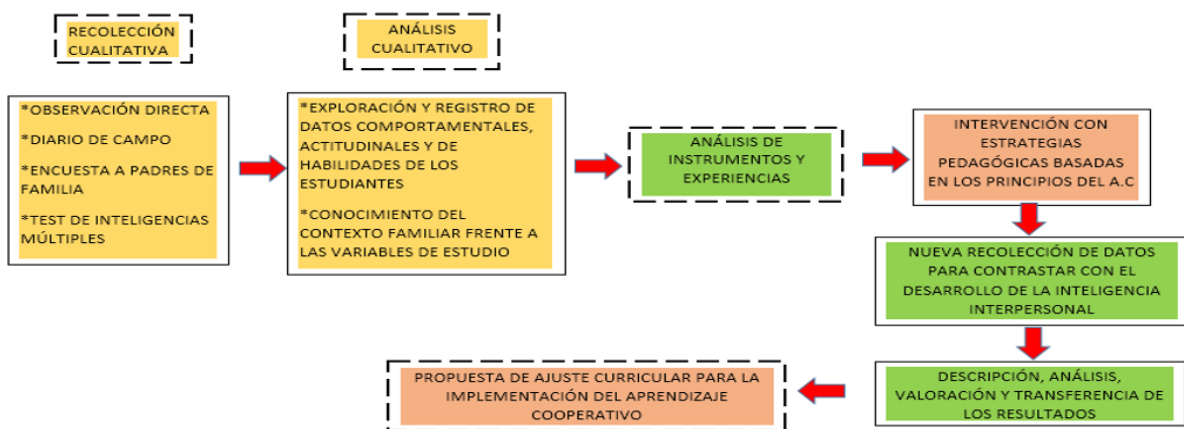 RECOLECCIÓN
CUALITATIVA
ANÁLISIS
CUALITATIVO
*OBSERVACIÓN DIRECTA
*DIARIO DE CAMPO
*ENCUESTA A PADRES DE
FAMILIA
*TEST DE INTELIGENCIAS
MÚLTIPLES
*EXPLORACIÓN Y REGISTRO DE
DATOS COMPORTAMENTALES,
ACTITUDINALES Y DE
HABILIDADES DE LOS
ESTUDIANTES
*CONOCIMIENTO DEL
CONTEXTO FAMILIAR FRENTE A
LAS VARIABLES DE ESTUDIO
ANÁLISIS DE
INSTRUMENTOS Y
EXPERIENCIAS
INTERVENCIÓN CON
ESTRATEGIAS
PEDAGÓGICAS BASADAS
EN LOS PRINCIPIOS DEL A.C
NUEVA RECOLECCIÓN DE DATOS
PARA CONTRASTAR CON EL
DESARROLLO DE LA INTELIGENCIA
INTERPERSONAL
DESCRIPCIÓN, ANÁLISIS,
VALORACIÓN Y TRANSFERENCIA DE
LOS RESULTADOS
PROPUESTA DE AJUSTE CURRICULAR PARA LA
IMPLEMENTACIÓN DEL APRENDIZAJE
COOPERATIVO